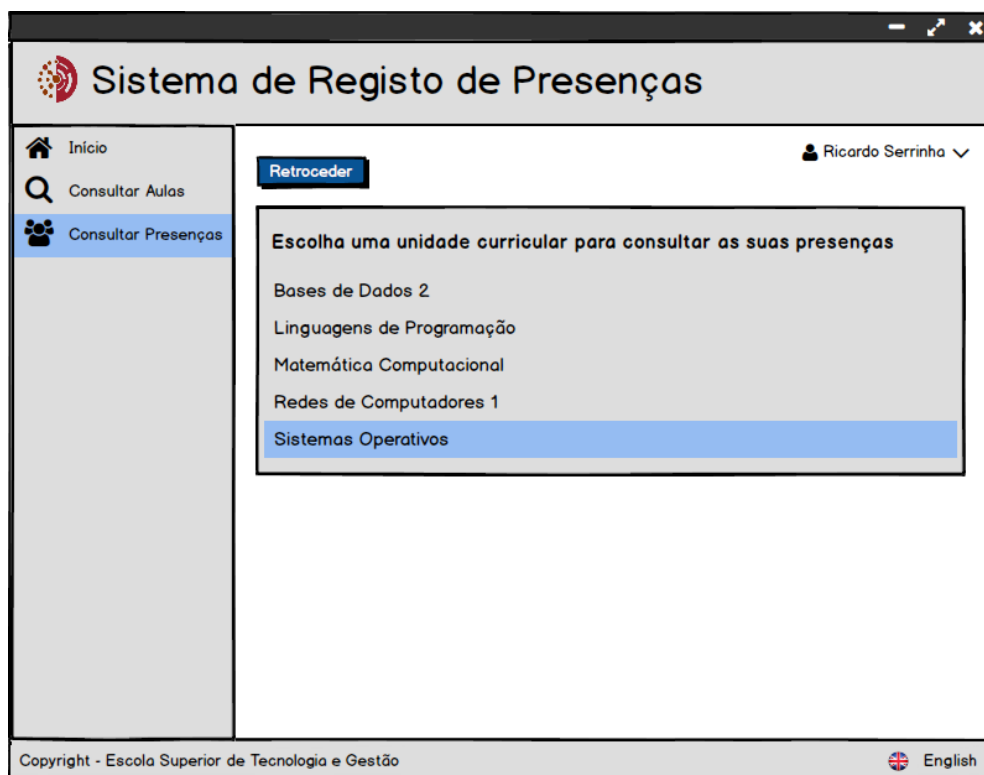 Sistema de Registo de Presenças
Início
Consultar Aulas
Consultar Presenças
Ricardo Serrinha
Retroceder
Escolha uma unidade curricular para consultar as suas presenças
Bases de Dados 2
Linguagens de Programação
Matemática Computacional
Redes de Computadores 1
Sistemas Operativos
Copyright - Escola Superior de Tecnologia e Gestão
English